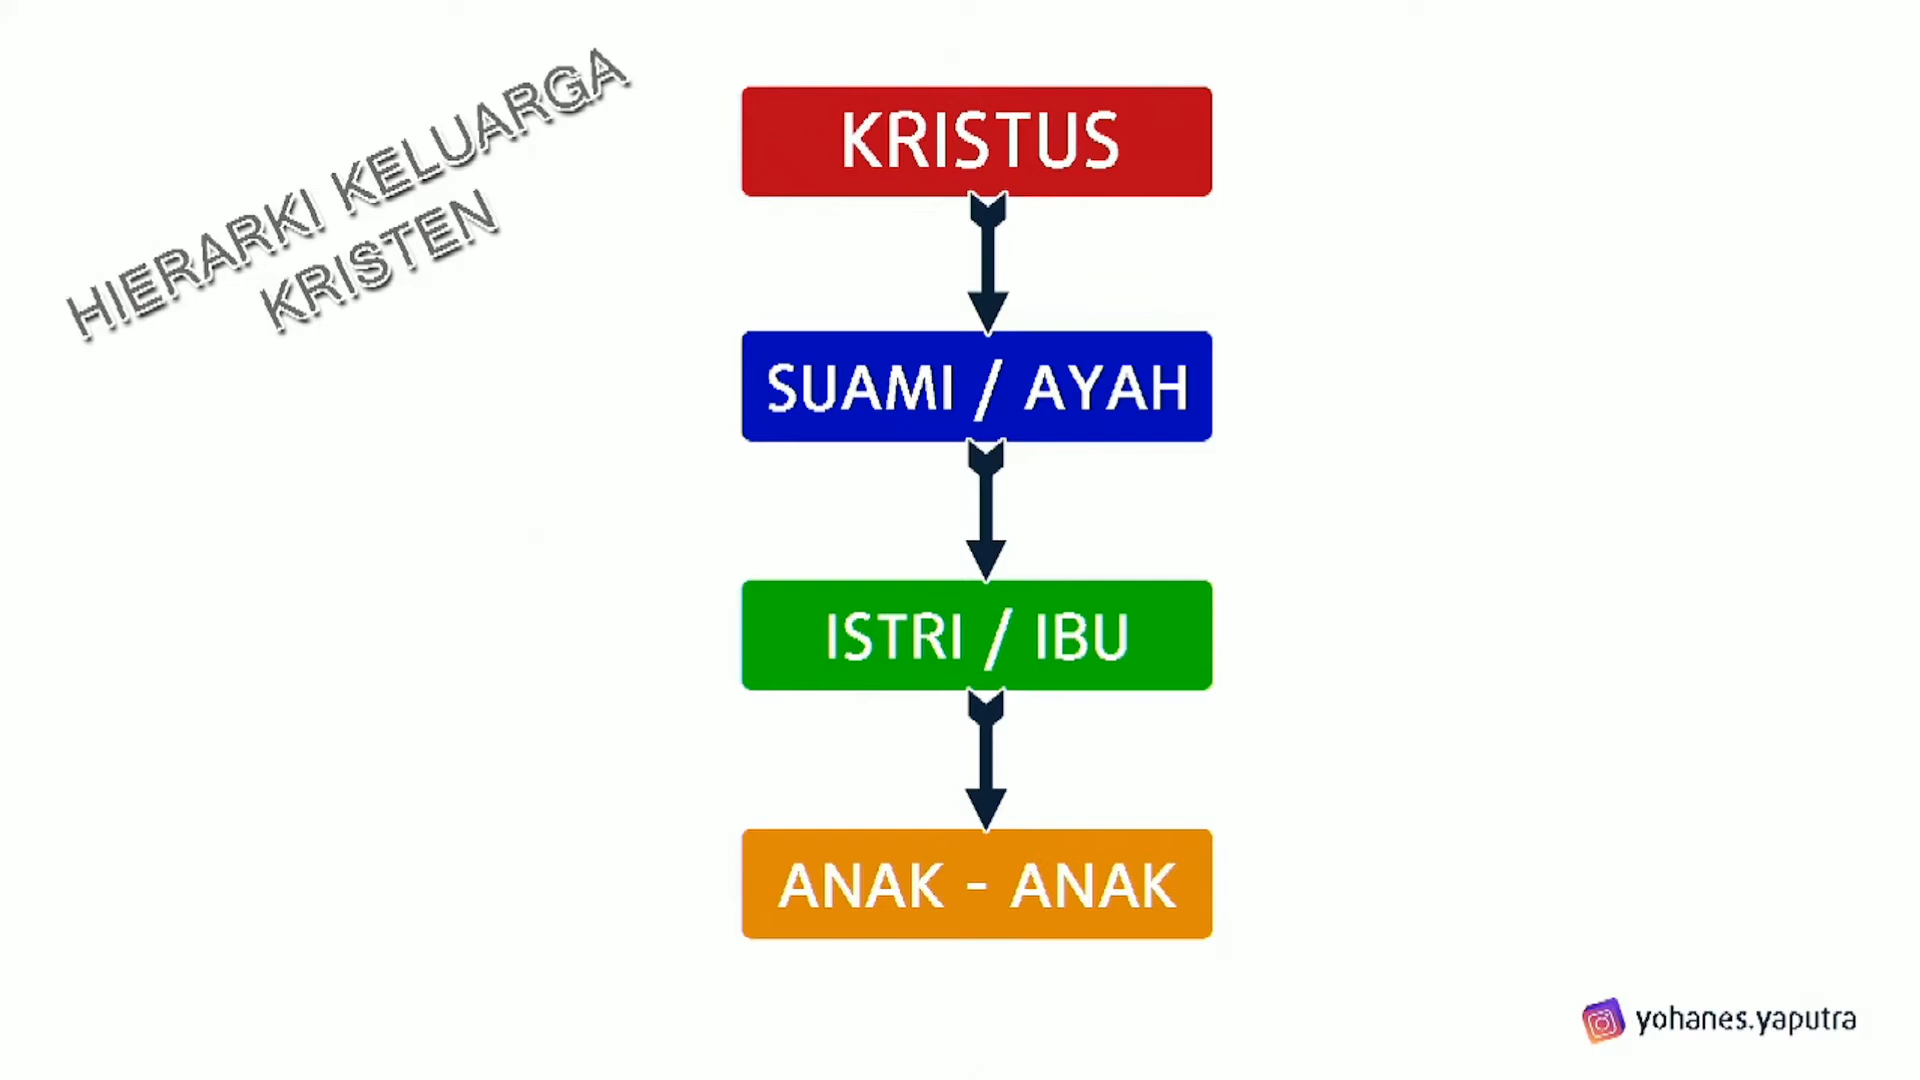 HIERARKI KELUARGA
KRISTEN
KRISTUS
SUAMI / AYAH
ISTRI / IBU
ANAK - ANAK
yohanes.yaputra